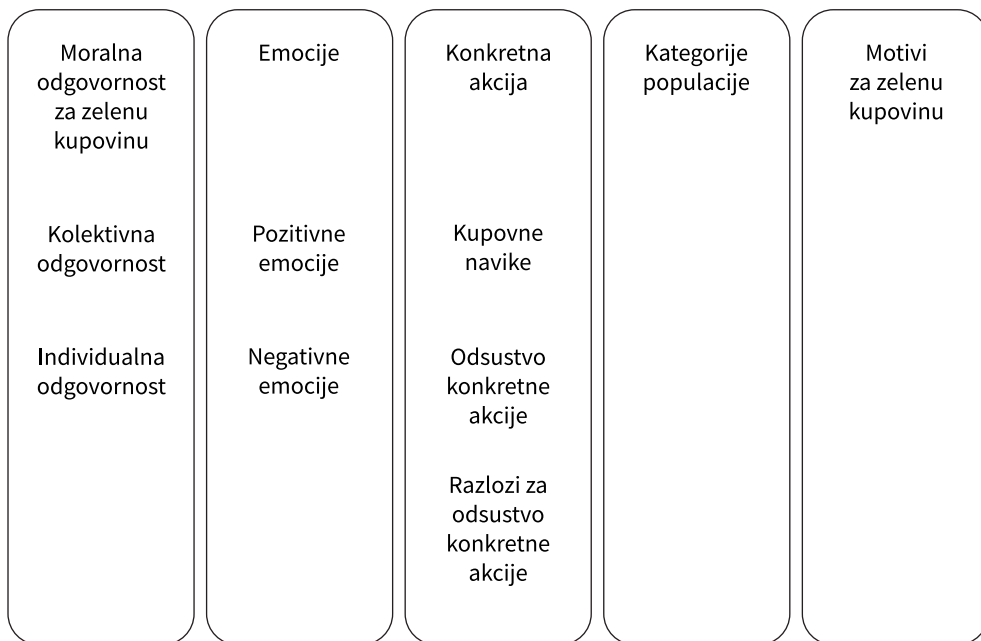 Moralna
odgovornost
za zelenu
kupovinu
Kolektivna
odgovornost
Individualna
odgovornost
Emocije
Pozitivne
emocije
Negativne
emocije
Konkretna
akcija
Kupovne
navike
Odsustvo
konkretne
akcije
Razlozi za
odsustvo
konkretne
akcije
Kategorije
populacije
Motivi
za zelenu
kupovinu